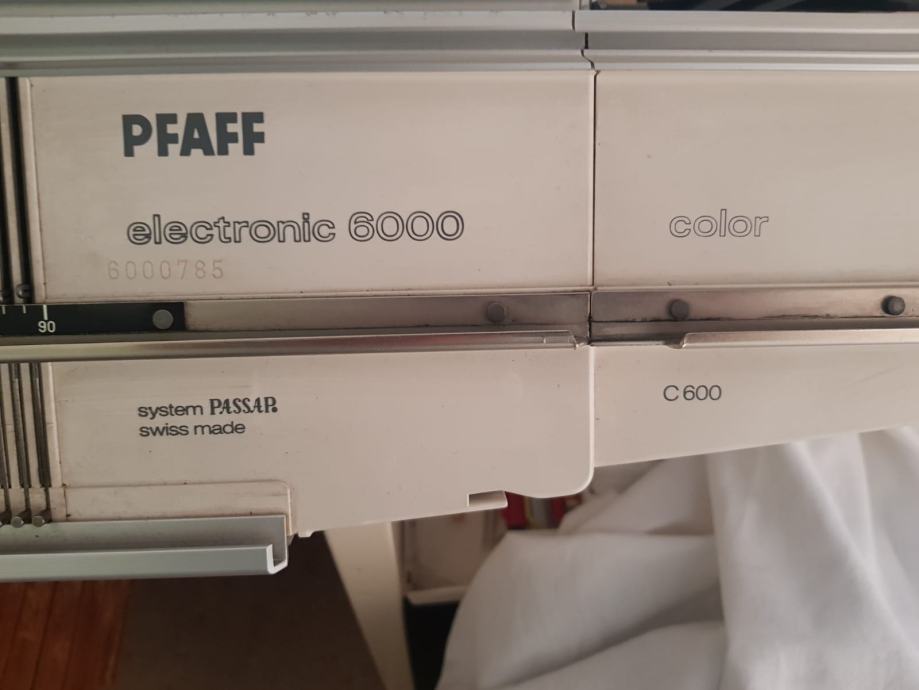 PFAFF
electronic 6000
color
6000785
90
system PASSAP.
swiss made
C600